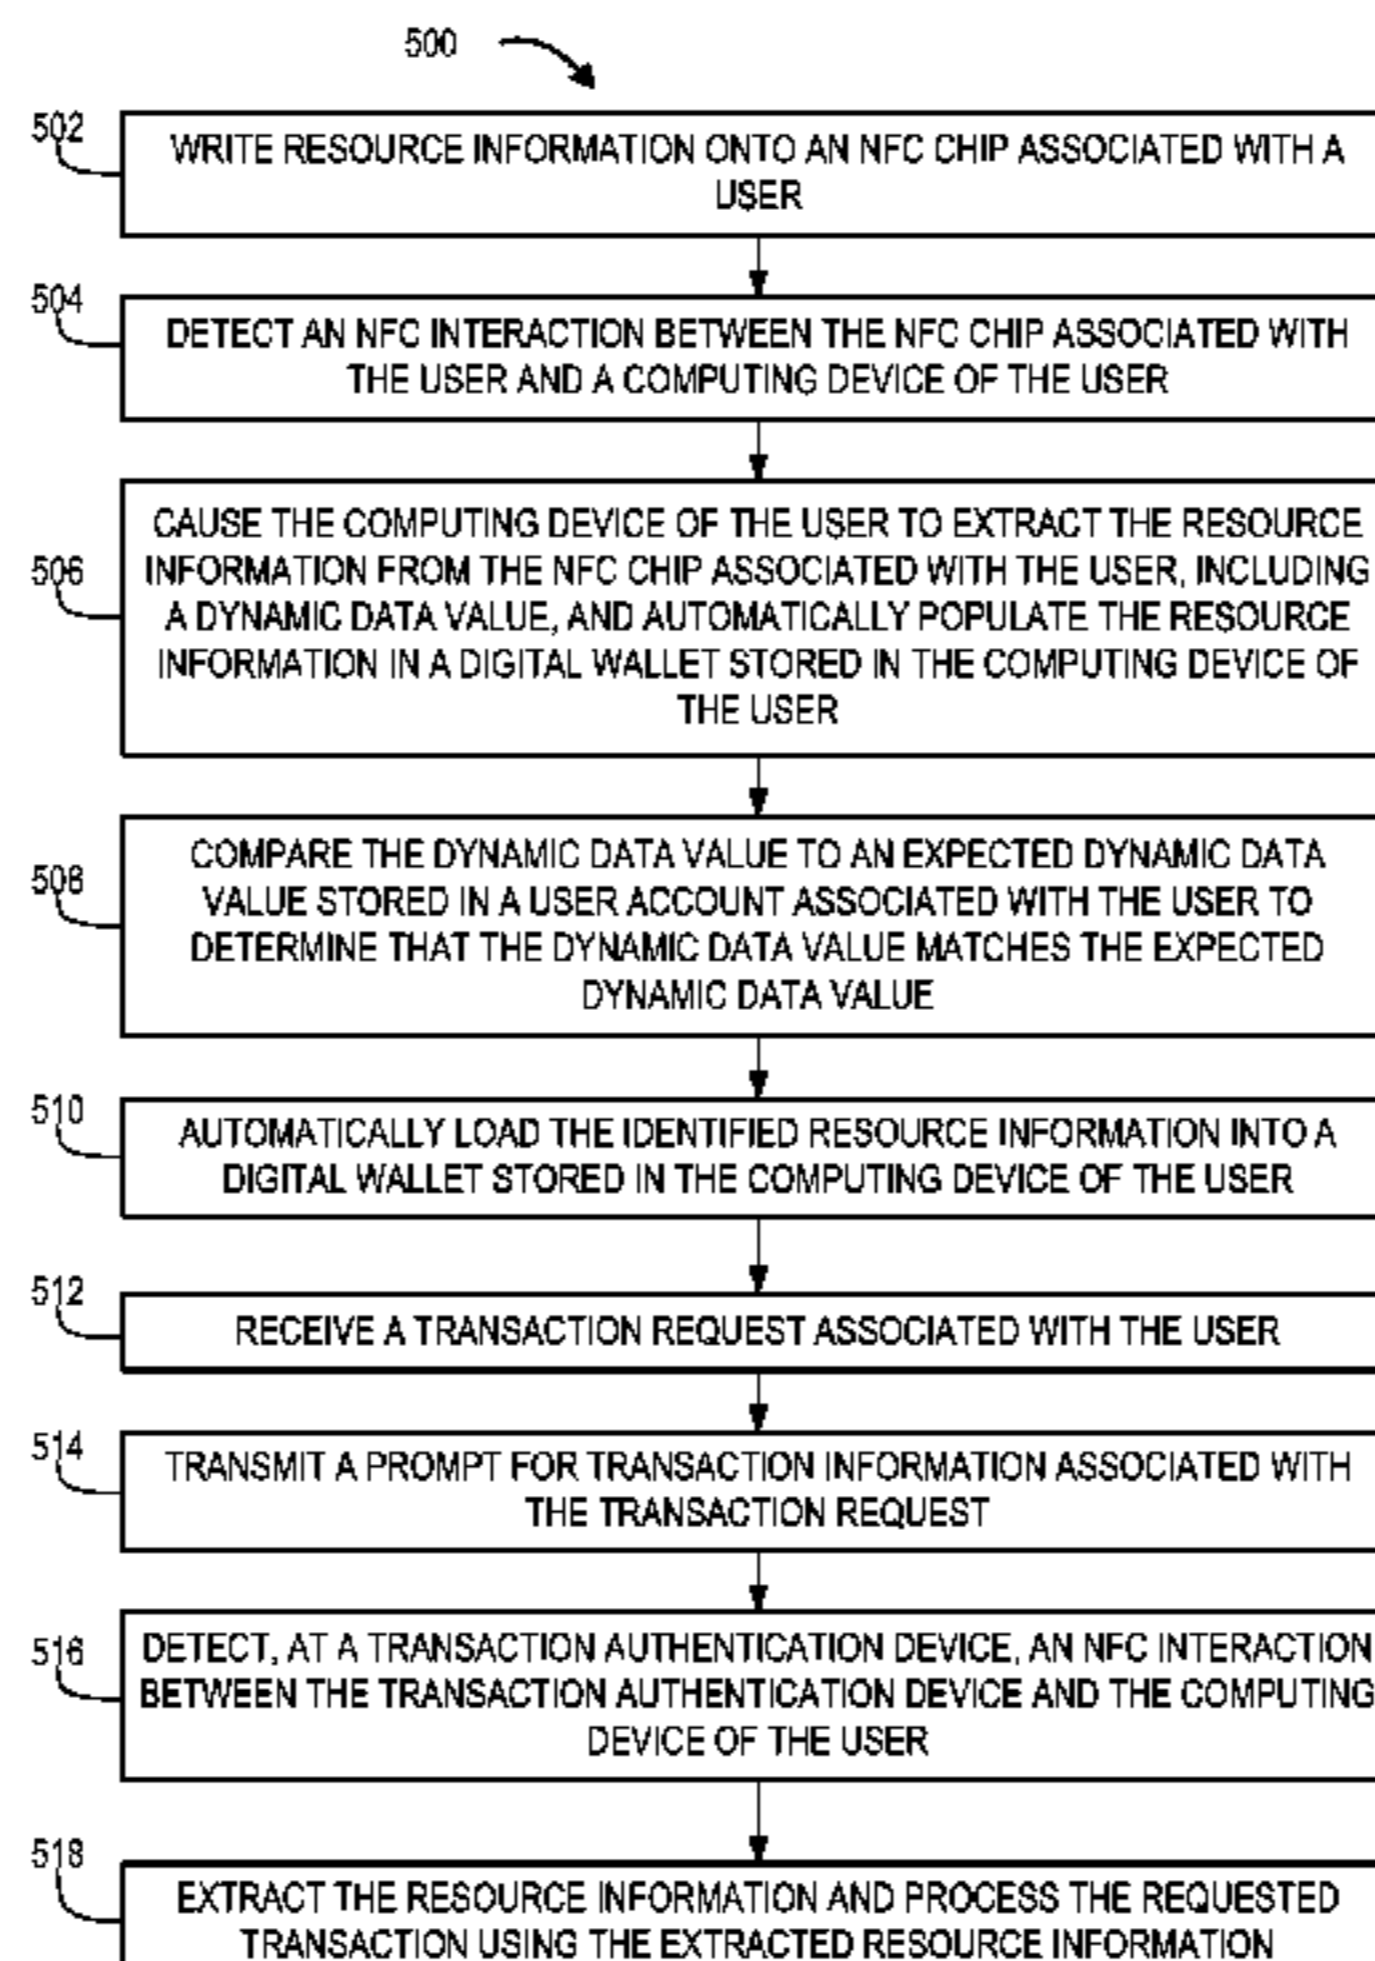 500
502
WRITE RESOURCE INFORMATION ONTO AN NFC CHIP ASSOCIATED WITH A
USER
504
DETECT AN NFC INTERACTION BETWEEN THE NFC CHIP ASSOCIATED WITH
THE USER AND A COMPUTING DEVICE OF THE USER
506
CAUSE THE COMPUTING DEVICE OF THE USER TO EXTRACT THE RESOURCE
INFORMATION FROM THE NFC CHIP ASSOCIATED WITH THE USER, INCLUDING
A DYNAMIC DATA VALUE, AND AUTOMATICALLY POPULATE THE RESOURCE
INFORMATION IN A DIGITAL WALLET STORED IN THE COMPUTING DEVICE OF
THE USER
508
COMPARE THE DYNAMIC DATA VALUE TO AN EXPECTED DYNAMIC DATA
VALUE STORED IN A USER ACCOUNT ASSOCIATED WITH THE USER TO
DETERMINE THAT THE DYNAMIC DATA VALUE MATCHES THE EXPECTED
DYNAMIC DATA VALUE
510
AUTOMATICALLY LOAD THE IDENTIFIED RESOURCE INFORMATION INTO A
DIGITAL WALLET STORED IN THE COMPUTING DEVICE OF THE USER
512
RECEIVE A TRANSACTION REQUEST ASSOCIATED WITH THE USER
514
TRANSMIT A PROMPT FOR TRANSACTION INFORMATION ASSOCIATED WITH
THE TRANSACTION REQUEST
516
DETECT, AT A TRANSACTION AUTHENTICATION DEVICE, AN NFC INTERACTION
BETWEEN THE TRANSACTION AUTHENTICATION DEVICE AND THE COMPUTING
DEVICE OF THE USER
518
EXTRACT THE RESOURCE INFORMATION AND PROCESS THE REQUESTED
TRANSACTION USING THE EXTRACTED RESOURCE INFORMATION